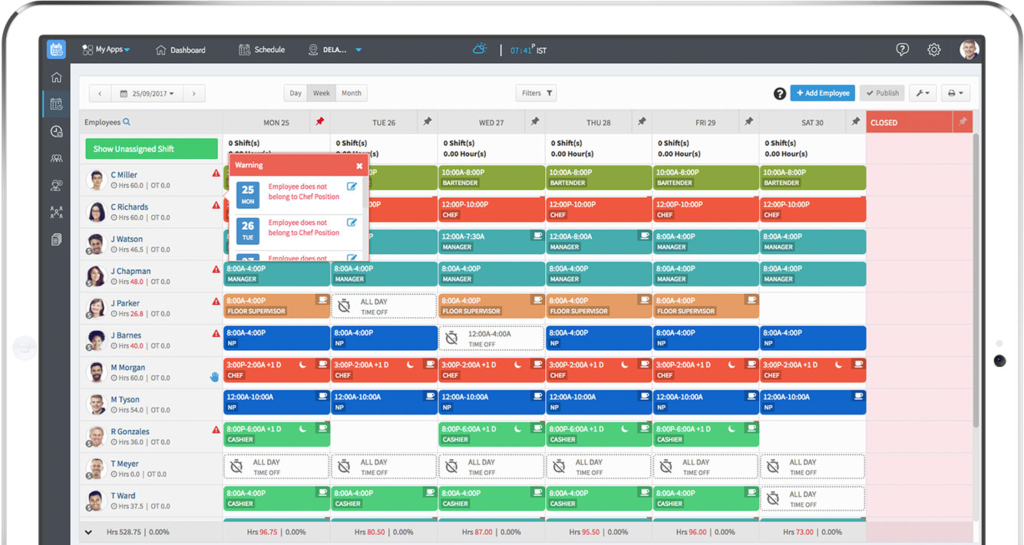 My Apps Dashboard Schedule DELA... 07:41P IST
25/09/2017 Day Week Month Filters + Add Employee Publish
Employees MON 25 TUE 26 WED 27 THU 28 FRI 29 SAT 30 CLOSED
Show Unassigned Shift
0 Shift(s) 0 Shift(s) 0 Shift(s) 0 Shift(s) 0 Shift(s) 0 Shift(s)
0.00 Hour(s) 0.00 Hour(s) 0.00 Hour(s) 0.00 Hour(s)
Warning
25 MON
Employee does not
belong to Chef Position
26 TUE
Employee does not
belong to Chef Position
Employee does not
C Miller
Hrs 60.0 | OT 0.0
10:00A-8:00P 10:00A-8:00P 10:00A-8:00P 10:00A-8:00P
BARTENDER BARTENDER BARTENDER BARTENDER
C Richards
Hrs 60.0 | OT 0.0
12:00P-10:00P 12:00P-10:00P 12:00P-10:00P 12:00P-10:00P
CHEF CHEF CHEF CHEF
J Watson
Hrs 46.5 | OT 0.0
12:00A-7:30A 12:00A-8:00A 8:00A-4:00P 8:00A-4:00P
MANAGER MANAGER MANAGER MANAGER
J Chapman
Hrs 48.0 | OT 0.0
8:00A-4:00P 8:00A-4:00P 8:00A-4:00P 8:00A-4:00P 8:00A-4:00P 8:00A-4:00P
MANAGER MANAGER MANAGER MANAGER MANAGER MANAGER
J Parker
Hrs 26.8 | OT 0.0
8:00A-4:00P ALL DAY 8:00A-4:00P 8:00A-4:00P 8:00A-4:00P
FLOOR SUPERVISOR TIME OFF FLOOR SUPERVISOR FLOOR SUPERVISOR FLOOR SUPERVISOR
J Barnes
Hrs 40.0 | OT 0.0
8:00A-4:00P 8:00A-4:00P 12:00A-4:00A 8:00A-4:00P 8:00A-4:00P 8:00A-4:00P
NP NP TIME OFF NP NP NP
M Morgan
Hrs 60.0 | OT 0.0
3:00P-2:00A +1 D 3:00P-2:00A +1 D 3:00P-2:00A +1 D 3:00P-2:00A +1 D 3:00P-2:00A +1 D 3:00P-2:00A +1 D
CHEF CHEF CHEF CHEF CHEF CHEF
M Tyson
Hrs 54.0 | OT 0.0
12:00A-10:00A 12:00A-10:00A 12:00A-10:00A 12:00A-10:00A 12:00A-10:00A 12:00A-10:00A
NP NP NP NP NP NP
R Gonzales
Hrs 36.0 | OT 0.0
8:00P-6:00A +1 D 8:00P-6:00A +1 D 8:00P-6:00A +1 D 8:00P-6:00A +1 D
CASHIER CASHIER CASHIER CASHIER
T Meyer
Hrs 0.0 | OT 0.0
ALL DAY ALL DAY ALL DAY ALL DAY ALL DAY ALL DAY
TIME OFF TIME OFF TIME OFF TIME OFF TIME OFF TIME OFF
T Ward
Hrs 37.5 | OT 0.0
8:00A-4:00P 8:00A-4:00P 8:00A-4:00P 8:00A-4:00P 8:00A-4:00P ALL DAY
CASHIER CASHIER CASHIER CASHIER CASHIER TIME OFF
Hrs 528.75 | 0.00% Hrs 96.75 | 0.00% Hrs 80.50 | 0.00% Hrs 87.00 | 0.00% Hrs 95.50 | 0.00% Hrs 96.00 | 0.00% Hrs 73.00 | 0.00%